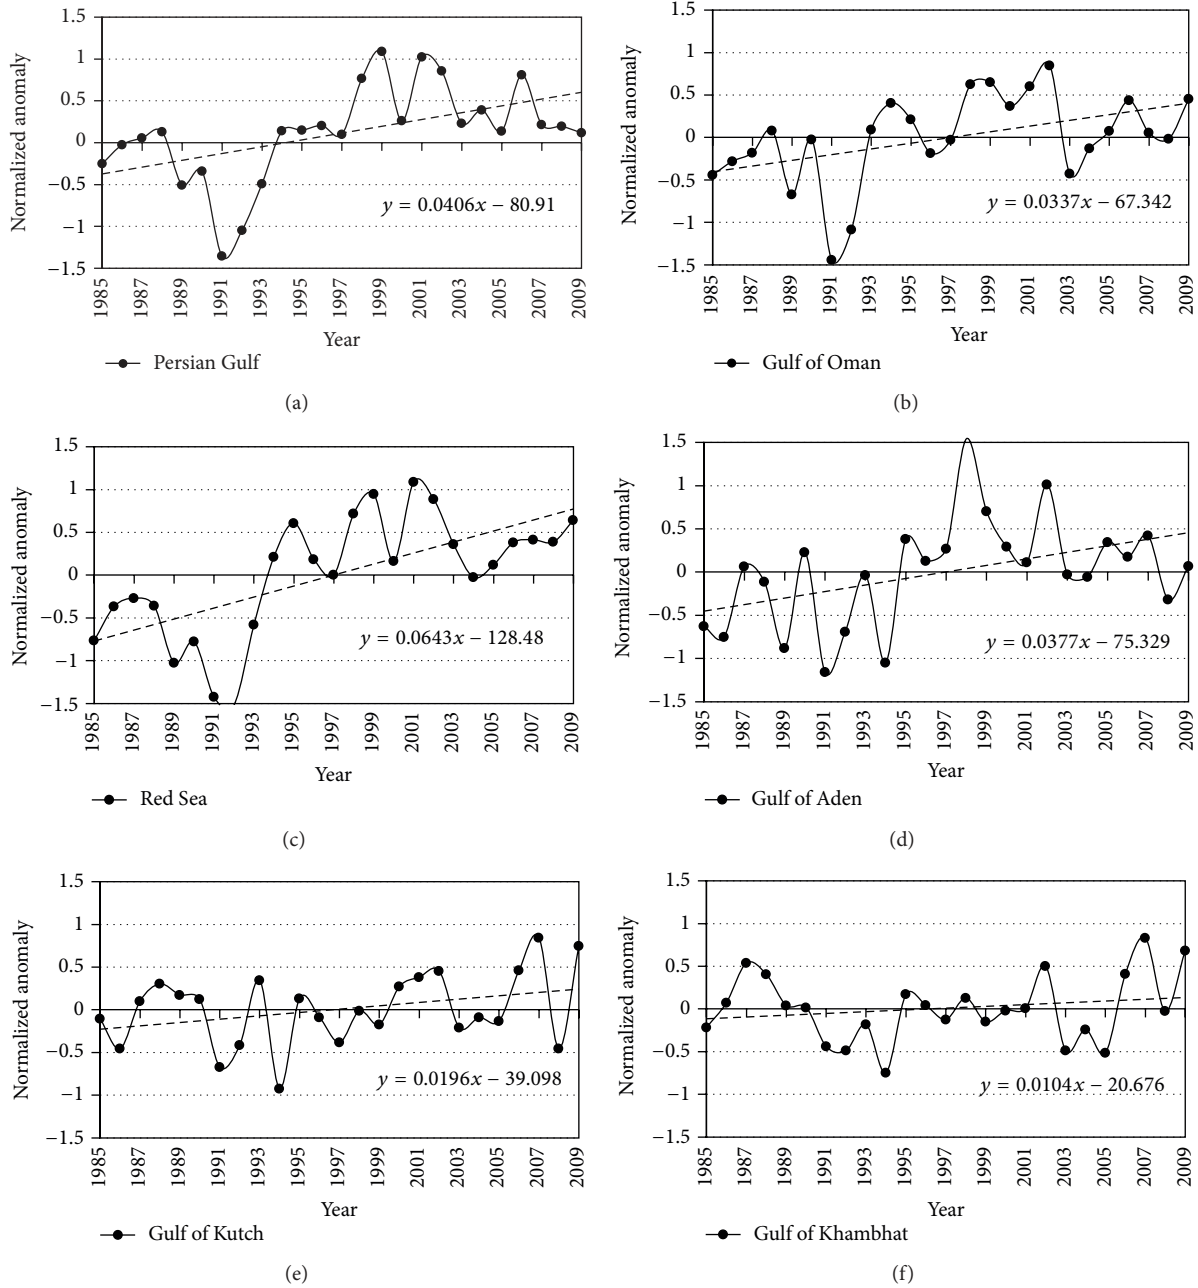 1.5
1
0.5
0
−0.5
−1
−1.5
Normalized anomaly
y = 0.0406x − 80.91
1985 1987 1989 1991 1993 1995 1997 1999 2001 2003 2005 2007 2009
Year
Persian Gulf
(a)
1.5
1
0.5
0
−0.5
−1
−1.5
Normalized anomaly
y = 0.0337x − 67.342
1985 1987 1989 1991 1993 1995 1997 1999 2001 2003 2005 2007 2009
Year
Gulf of Oman
(b)
1.5
1
0.5
0
−0.5
−1
−1.5
Normalized anomaly
y = 0.0643x − 128.48
1985 1987 1989 1991 1993 1995 1997 1999 2001 2003 2005 2007 2009
Year
Red Sea
(c)
1.5
1
0.5
0
−0.5
−1
−1.5
Normalized anomaly
y = 0.0377x − 75.329
1985 1987 1989 1991 1993 1995 1997 1999 2001 2003 2005 2007 2009
Year
Gulf of Aden
(d)
1.5
1
0.5
0
−0.5
−1
−1.5
Normalized anomaly
y = 0.0196x − 39.098
1985 1987 1989 1991 1993 1995 1997 1999 2001 2003 2005 2007 2009
Year
Gulf of Kutch
(e)
1.5
1
0.5
0
−0.5
−1
−1.5
Normalized anomaly
y = 0.0104x − 20.676
1985 1987 1989 1991 1993 1995 1997 1999 2001 2003 2005 2007 2009
Year
Gulf of Khambhat
(f)